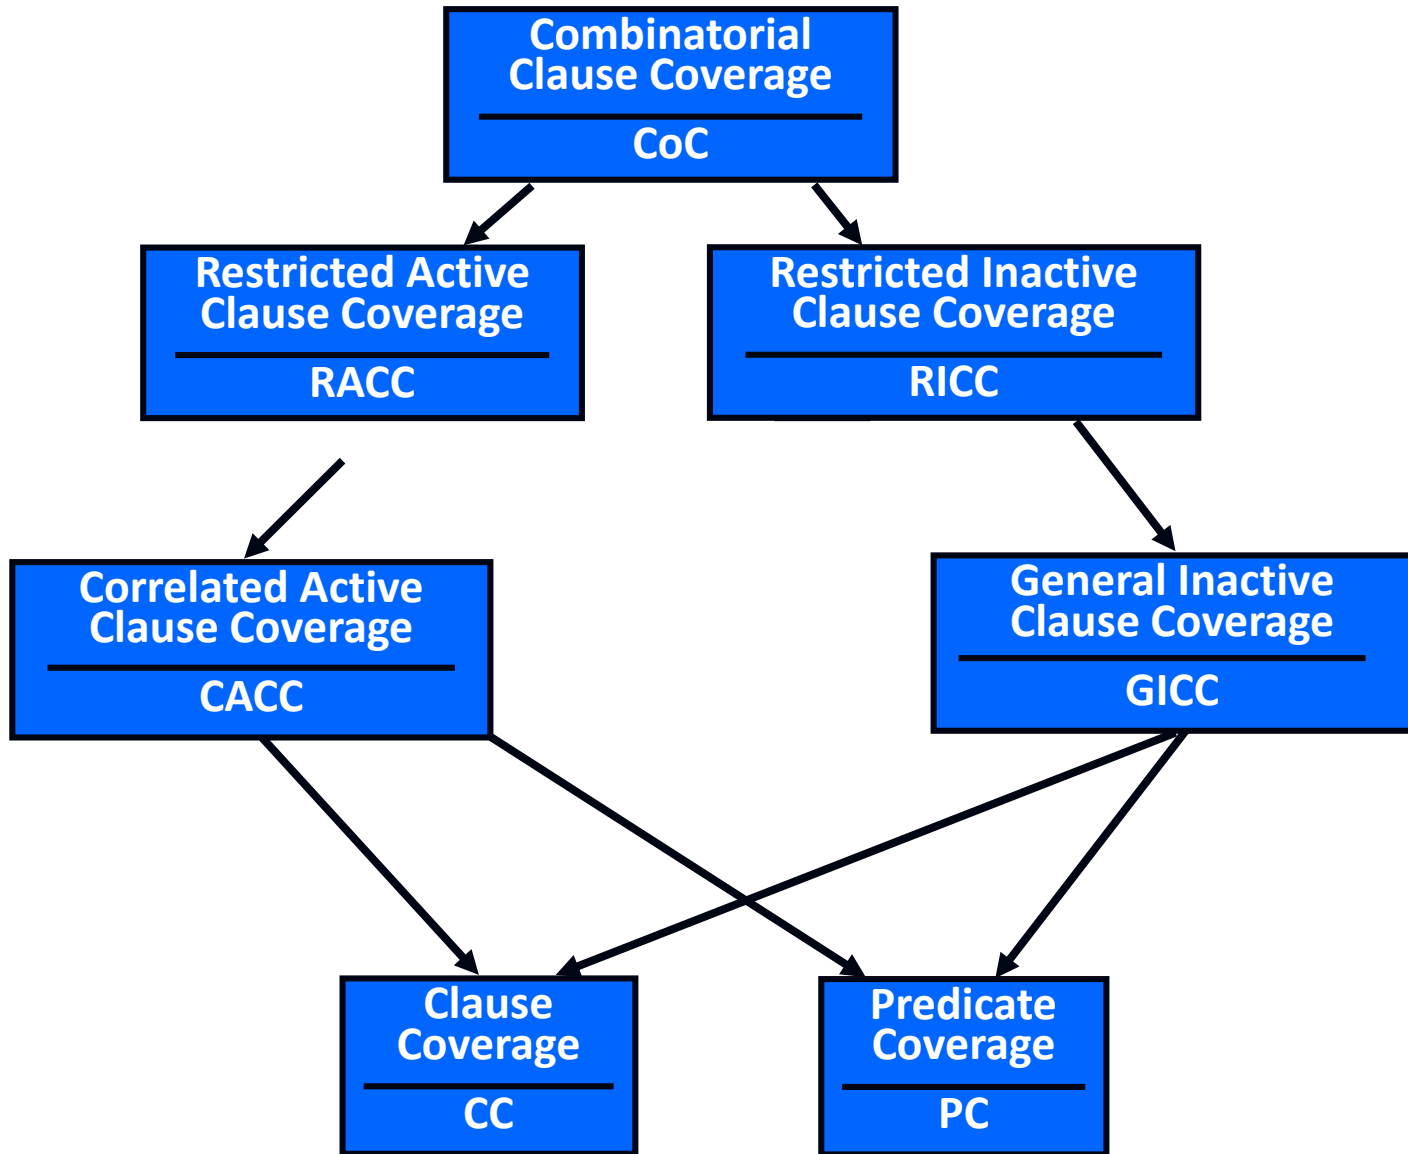 Combinatorial
Clause Coverage
CoC
Restricted Active
Clause Coverage
RACC
Restricted Inactive
Clause Coverage
RICC
Correlated Active
Clause Coverage
CACC
General Inactive
Clause Coverage
GICC
Clause
Coverage
CC
Predicate
Coverage
PC